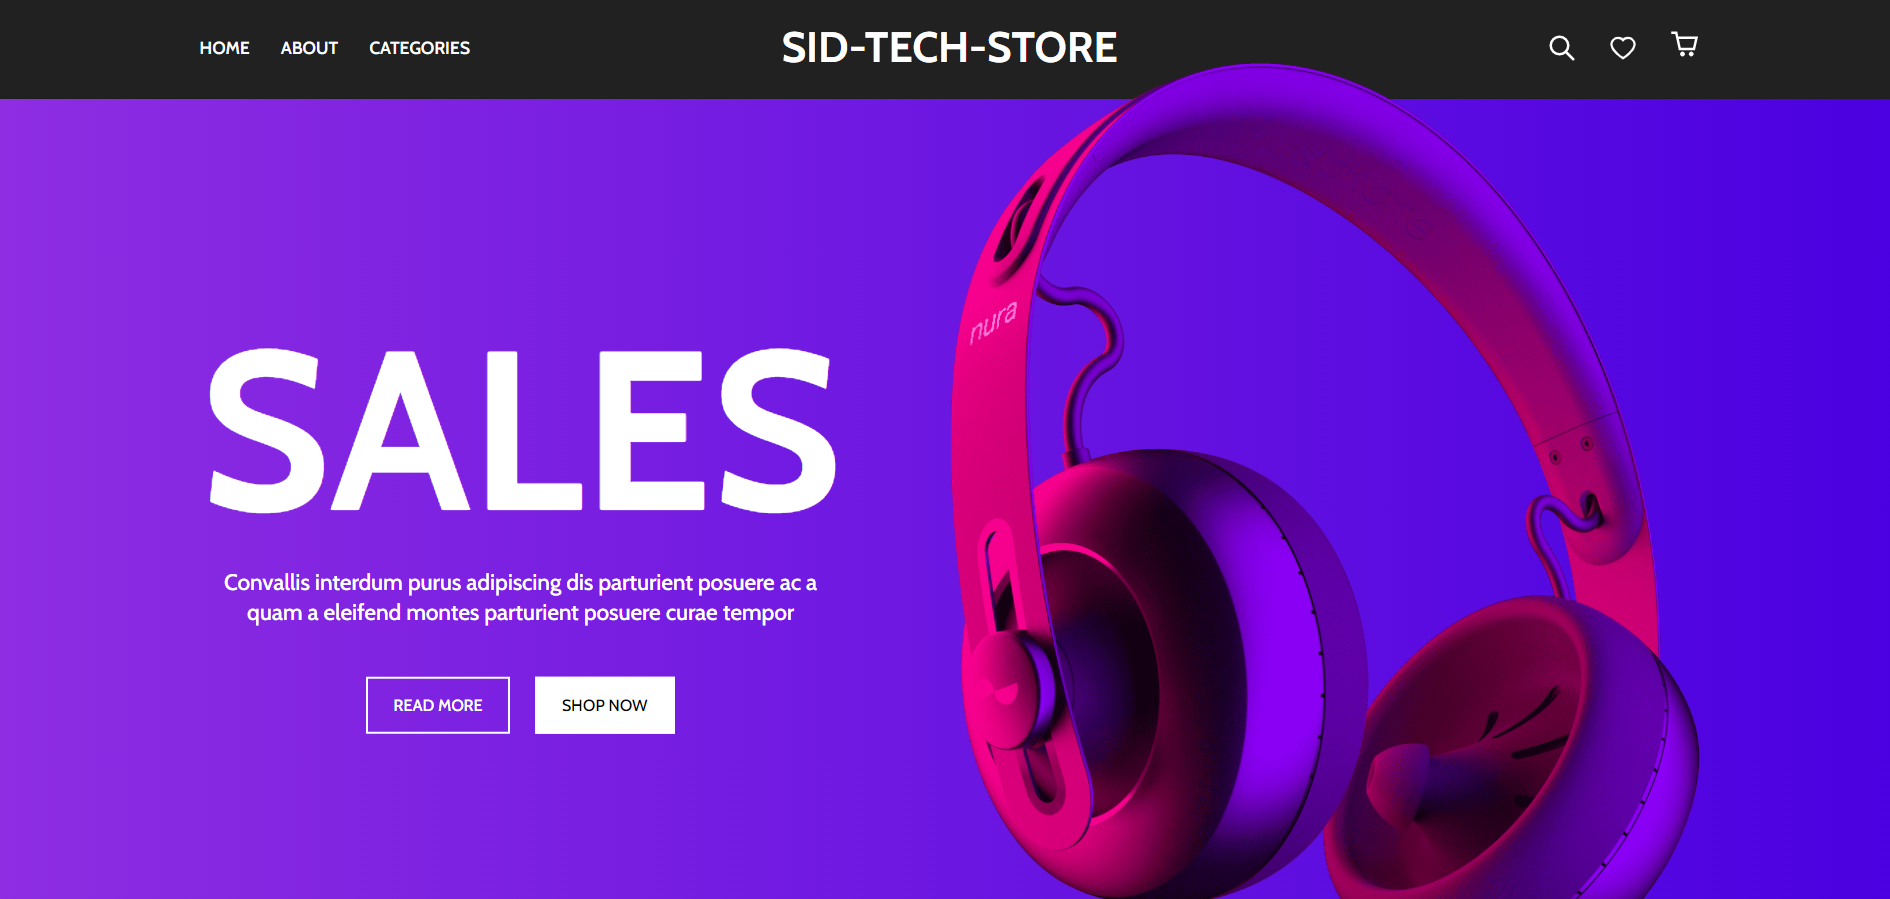 HOME ABOUT CATEGORIES SID-TECH-STORE
SALES
Convallis interdum purus adipiscing dis parturient posuere ac a
quam a eleifend montes parturient posuere curae tempor
READ MORE SHOP NOW
nura